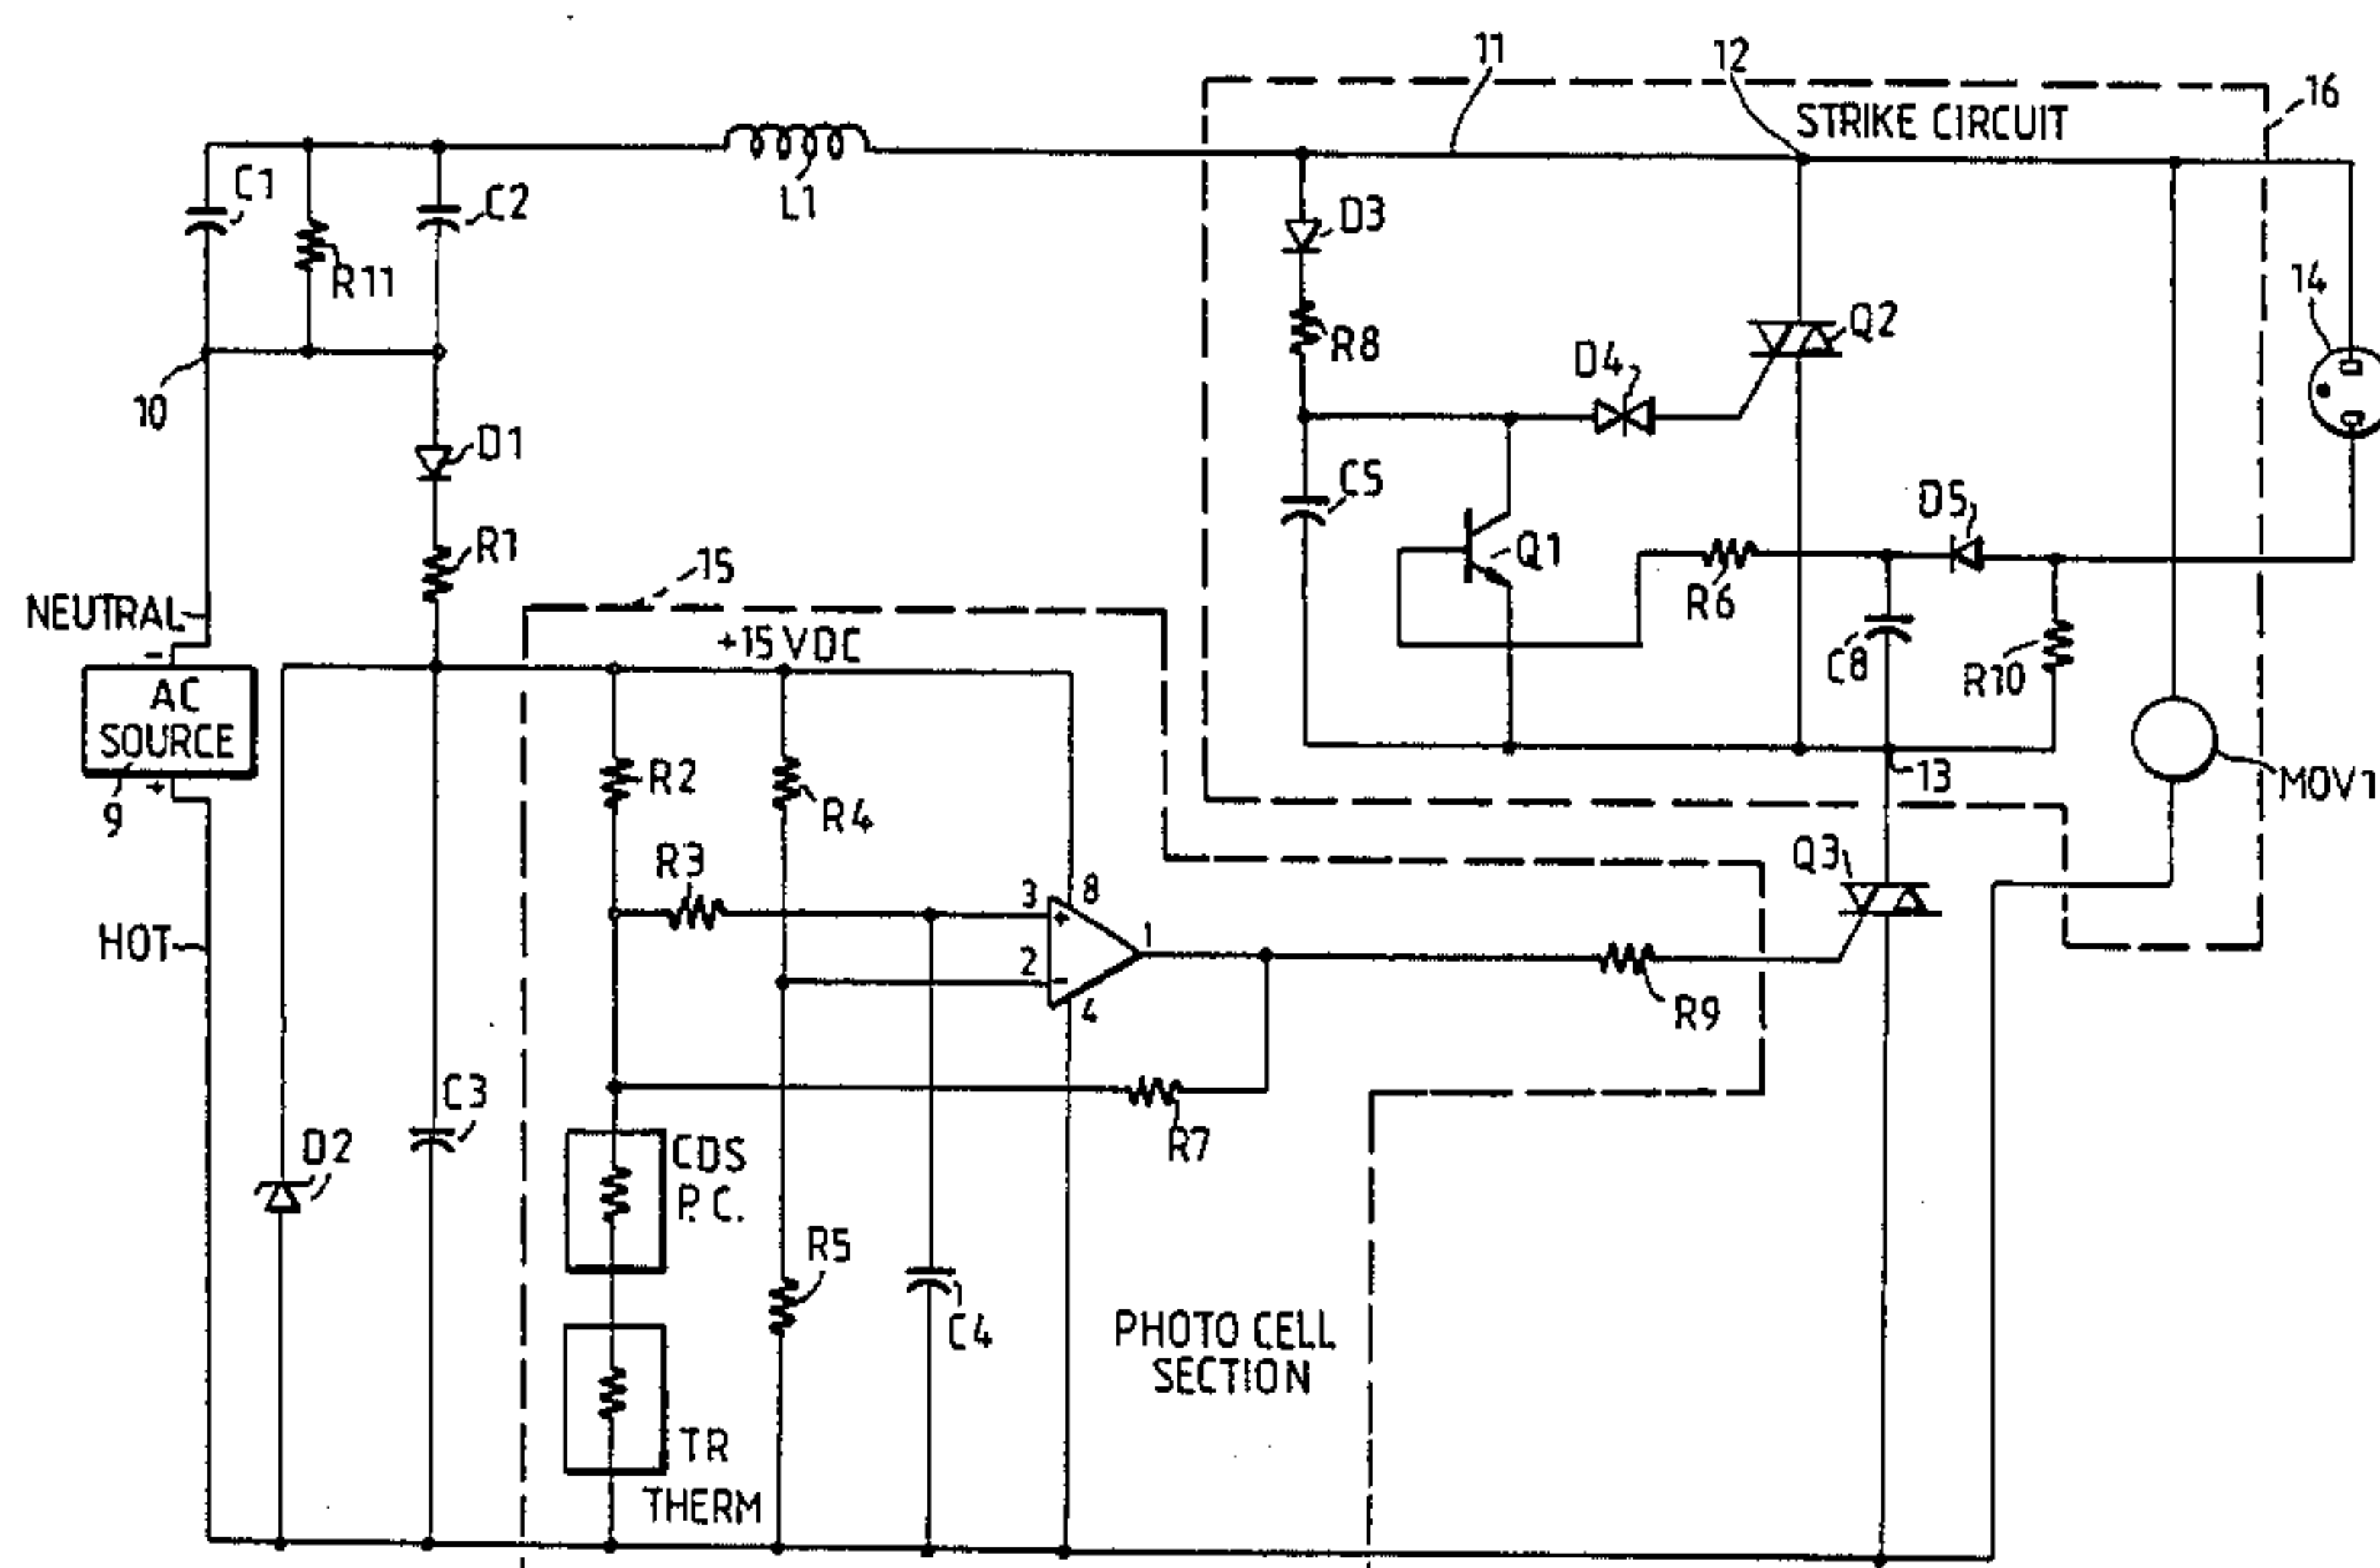 11
12
STRIKE CIRCUIT
16
C1
C2
L1
R11
D3
R8
D4
Q2
14
10
D1
C5
D5
R1
Q1
R6
15
NEUTRAL
+15 VDC
C8
R10
-
AC
SOURCE
+
9
R2
R4
13
MOV1
R3
3
8
Q3
HOT
+
1
2
-
4
R9
C3
R7
D2
CDS
P.C.
R5
C4
PHOTO CELL
SECTION
TR
THERM